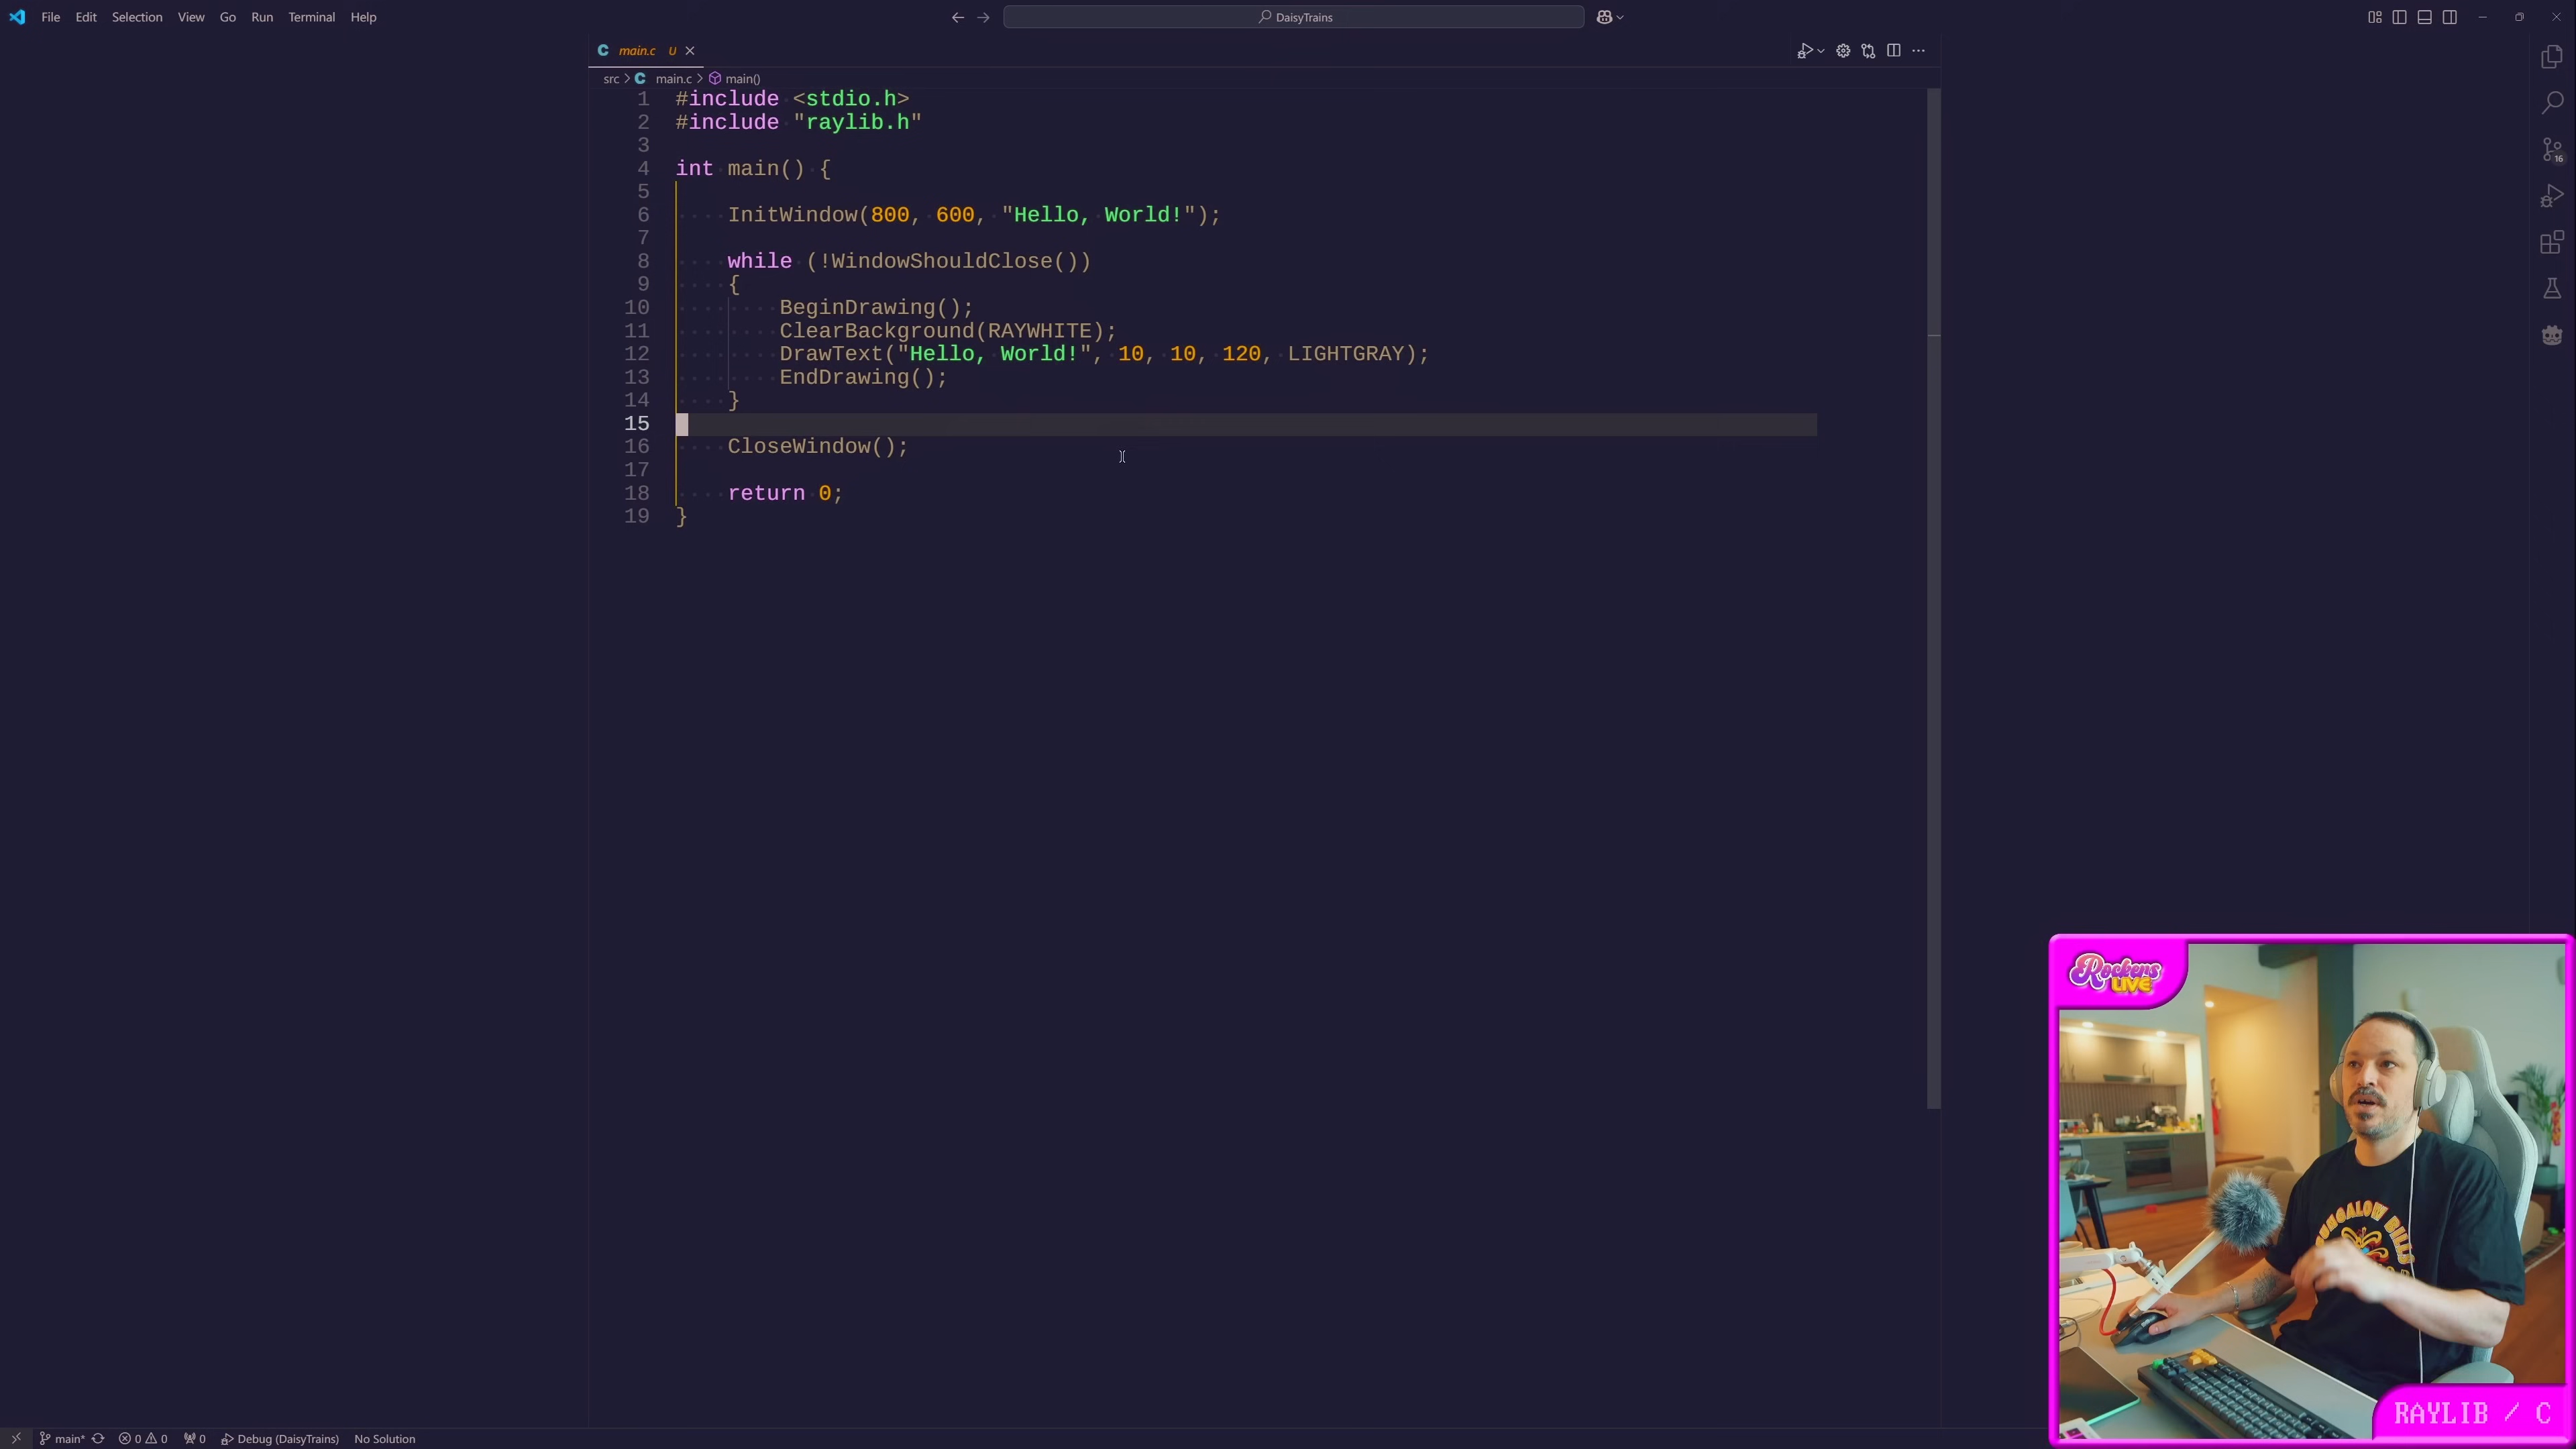 File Edit Selection View Go Run Terminal Help
DaisyTrains
main.c U
src > main.c > main()
1 #include <stdio.h>
2 #include "raylib.h"
3
4 int main() {
5
6 InitWindow(800, 600, "Hello, World!");
7
8 while (!WindowShouldClose())
9 {
10 BeginDrawing();
11 ClearBackground(RAYWHITE);
12 DrawText("Hello, World!", 10, 10, 120, LIGHTGRAY);
13 EndDrawing();
14 }
15
16 CloseWindow();
17
18 return 0;
19 }
16
Rockers
LIVE
RAYLIB / C
main* 0 0 0 Debug (DaisyTrains) No Solution